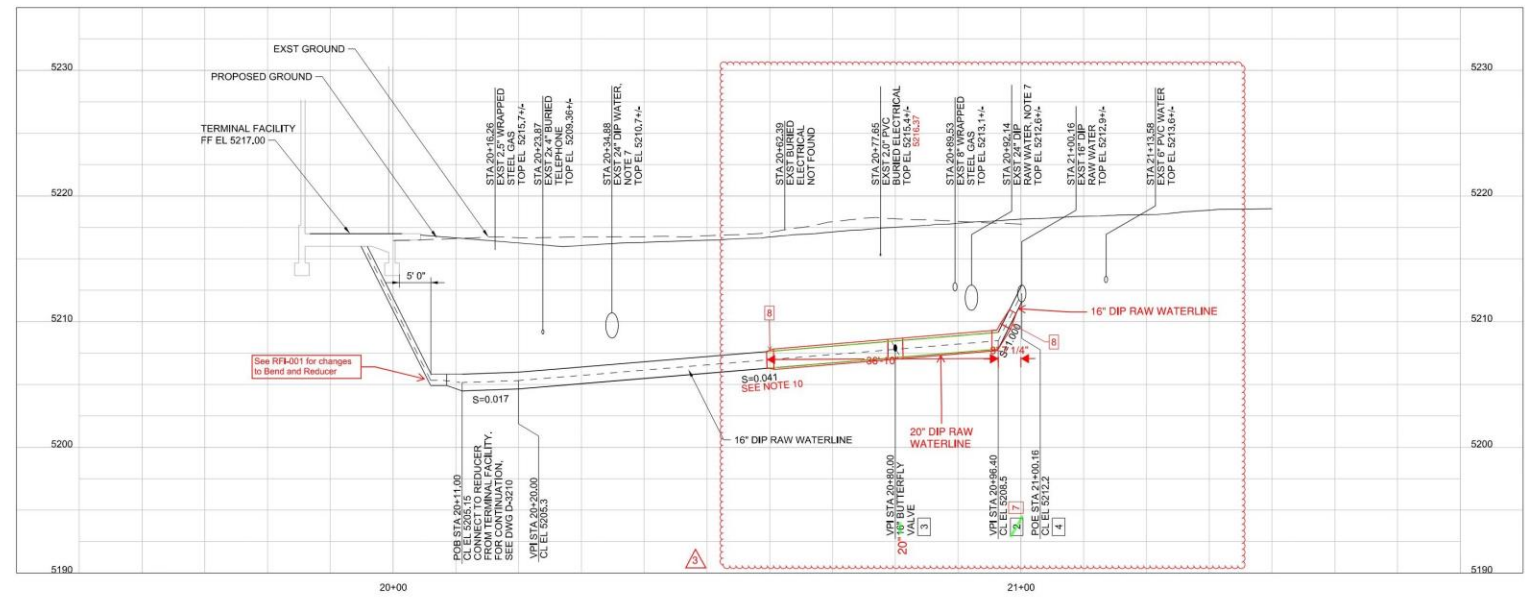 5230
5220
5210
5200
5190
5230
5220
5210
5200
5190
20+00
21+00
EXST GROUND
PROPOSED GROUND
TERMINAL FACILITY
FF EL 5217.00
5' 0"
STA 20+16.26
EXST 2.5" WRAPPED
STEEL GAS
TOP EL 5215.7+/-
STA 20+23.87
EXST 2x 4" BURIED
TELEPHONE
TOP EL 5209.36+/-
STA 20+34.88
EXST 24" DIP WATER,
NOTE 7
TOP EL 5210.7+/-
STA 20+62.39
EXST BURIED
ELECTRICAL
NOT FOUND
STA 20+77.65
EXST 2.0" PVC
BURIED ELECTRICAL
TOP EL 5215.4+/-
5216.37
STA 20+89.53
EXST 8" WRAPPED
STEEL GAS
TOP EL 5213.1+/-
STA 20+92.14
EXST 24" DIP
RAW WATER, NOTE 7
TOP EL 5212.6+/-
STA 21+00.16
EXST 16" DIP
RAW WATER
TOP EL 5212.9+/-
STA 21+13.58
EXST 6" PVC WATER
TOP EL 5213.6+/-
See RFI-001 for changes
to Bend and Reducer
8
36'-10"
1/4"
S=1.000
16" DIP RAW WATERLINE
8
S=0.017
S=0.041
SEE NOTE 10
16" DIP RAW WATERLINE
20" DIP RAW
WATERLINE
POB STA 20+11.00
CL EL 5205.15
CONNECT TO REDUCER
FROM TERMINAL FACILITY.
FOR CONTINUATION,
SEE DWG D-3210
VPI STA 20+20.00
CL EL 5205.3
VPI STA 20+80.00
20"
16" BUTTERFLY
VALVE
3
VPI STA 20+96.40
CL EL 5208.5
2
7
POE STA 21+00.16
CL EL 5212.2
4
3